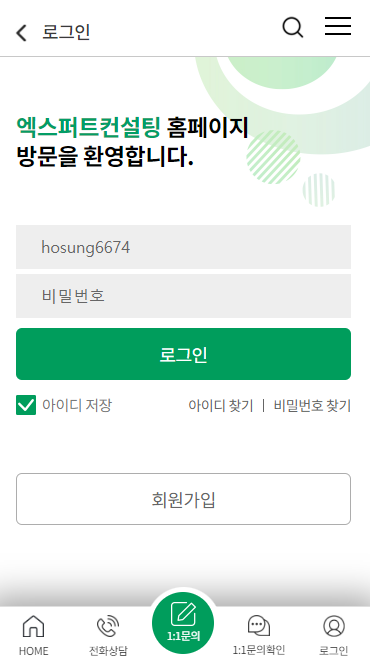 로그인
엑스퍼트컨설팅 홈페이지
방문을 환영합니다.
hosung6674
비밀번호
로그인
아이디 저장
아이디 찾기 | 비밀번호 찾기
회원가입
HOME
전화상담
1:1문의
1:1문의확인
로그인